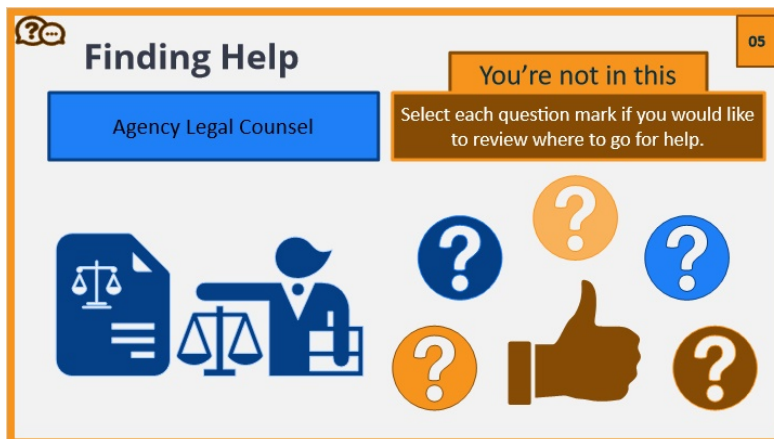 Finding Help
05
Agency Legal Counsel
You're not in this
Select each question mark if you would like
to review where to go for help.